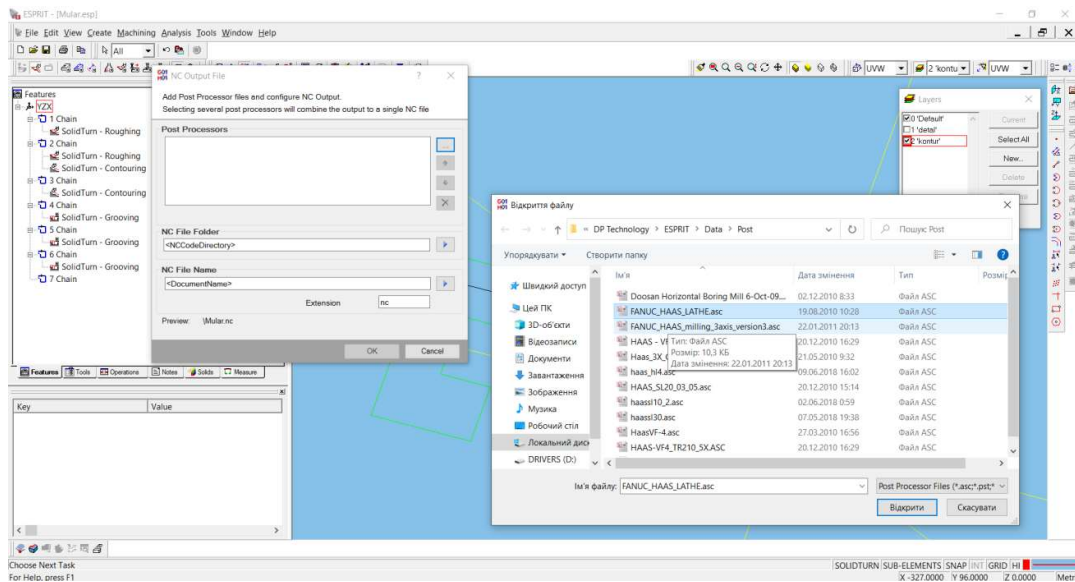 ESPRIT - [Mular.esp]
File Edit View Create Machining Analysis Tools Window Help
All
UVW
2 'kontu
UVW
Features
YZX
1 Chain
SolidTurn - Roughing
2 Chain
SolidTurn - Roughing
SolidTurn - Contouring
3 Chain
SolidTurn - Contouring
4 Chain
SolidTurn - Grooving
5 Chain
SolidTurn - Grooving
6 Chain
SolidTurn - Grooving
7 Chain
Features Tools Operations Notes Solids Measure
Key Value
NC Output File
Add Post Processor files and configure NC Output.
Selecting several post processors will combine the output to a single NC file
Post Processors
...
NC File Folder
<NCCodeDirectory>
NC File Name
<DocumentName>
Extension nc
Preview: \Mular.nc
OK Cancel
Layers
0 'Default'
1 'detal'
2 'kontur'
Current
Select All
New...
Delete
Відкриття файлу
« DP Technology > ESPRIT > Data > Post
Пошук: Post
Упорядкувати Створити папку
Швидкий доступ
Цей ПК
3D-об'єкти
Відеозаписи
Документи
Завантаження
Зображення
Музика
Робочий стіл
Локальний диск
DRIVERS (D:)
Ім'я Дата змінення Тип Розмір
Doosan Horizontal Boring Mill 6-Oct-09.... 02.12.2010 8:33 Файл ASC
FANUC_HAAS_LATHE.asc 19.08.2010 10:28 Файл ASC
FANUC_HAAS_milling_3axis_version3.asc 22.01.2011 20:13 Файл ASC
HAAS - VF 20.12.2010 16:29 Файл ASC
Haas_3X_ 21.05.2010 9:32 Файл ASC
haas_hl4.asc 09.06.2018 16:02 Файл ASC
HAAS_SL20_03_05.asc 20.12.2010 15:14 Файл ASC
haassl10_2.asc 02.06.2018 0:59 Файл ASC
haassl30.asc 07.05.2018 19:38 Файл ASC
HaasVF-4.asc 27.03.2010 16:56 Файл ASC
HAAS-VF4_TR210_5X.ASC 20.12.2010 16:29 Файл ASC
Тип: Файл ASC
Розмір: 10,3 КБ
Дата змінення: 22.01.2011 20:13
Ім'я файлу: FANUC_HAAS_LATHE.asc
Post Processor Files (*.asc;*.pst;*
Відкрити Скасувати
Choose Next Task
SOLIDTURN SUB-ELEMENTS SNAP INT GRID HI
For Help, press F1
X -327.0000 Y 96.0000 Z 0.0000 Metr